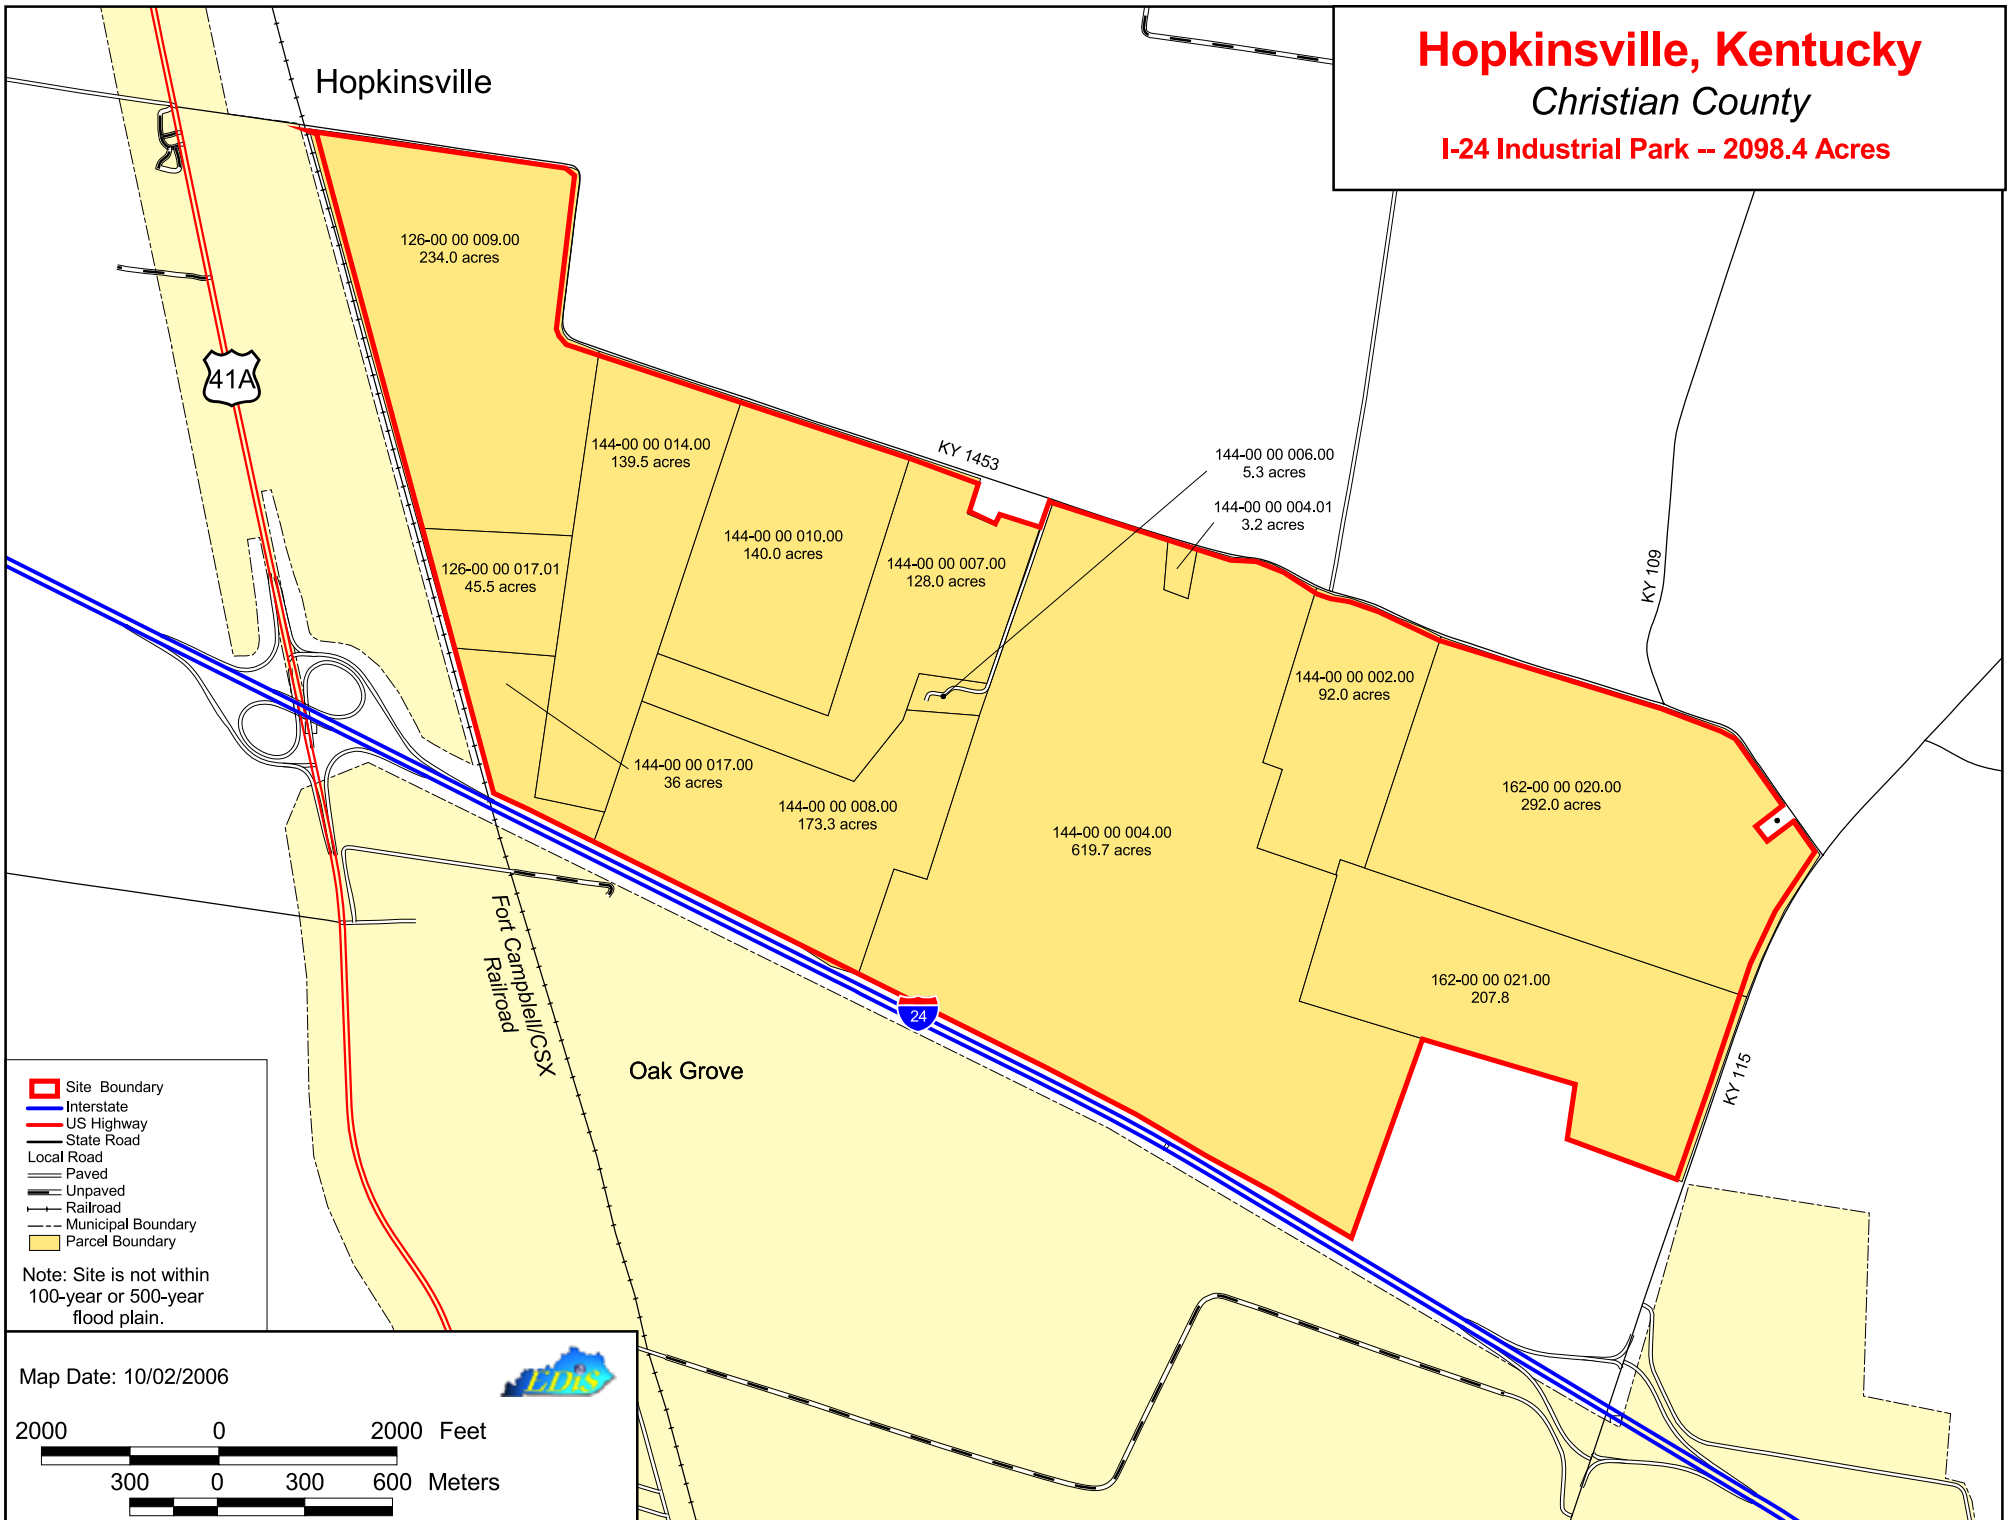 Hopkinsville, Kentucky
Christian County
I-24 Industrial Park -- 2098.4 Acres
Hopkinsville
126-00 00 009.00
234.0 acres
41A
144-00 00 014.00
139.5 acres
KY 1453
144-00 00 006.00
5.3 acres
144-00 00 004.01
3.2 acres
144-00 00 010.00
140.0 acres
144-00 00 007.00
128.0 acres
126-00 00 017.01
45.5 acres
KY 109
144-00 00 002.00
92.0 acres
144-00 00 017.00
36 acres
144-00 00 008.00
173.3 acres
144-00 00 004.00
619.7 acres
162-00 00 020.00
292.0 acres
162-00 00 021.00
207.8
Fort Campblell/CSX
Railroad
24
Oak Grove
KY 115
Site Boundary
Interstate
US Highway
State Road
Local Road
Paved
Unpaved
Railroad
Municipal Boundary
Parcel Boundary
Note: Site is not within
100-year or 500-year
flood plain.
Map Date: 10/02/2006
EDIS
2000 0 2000 Feet
300 0 300 600 Meters